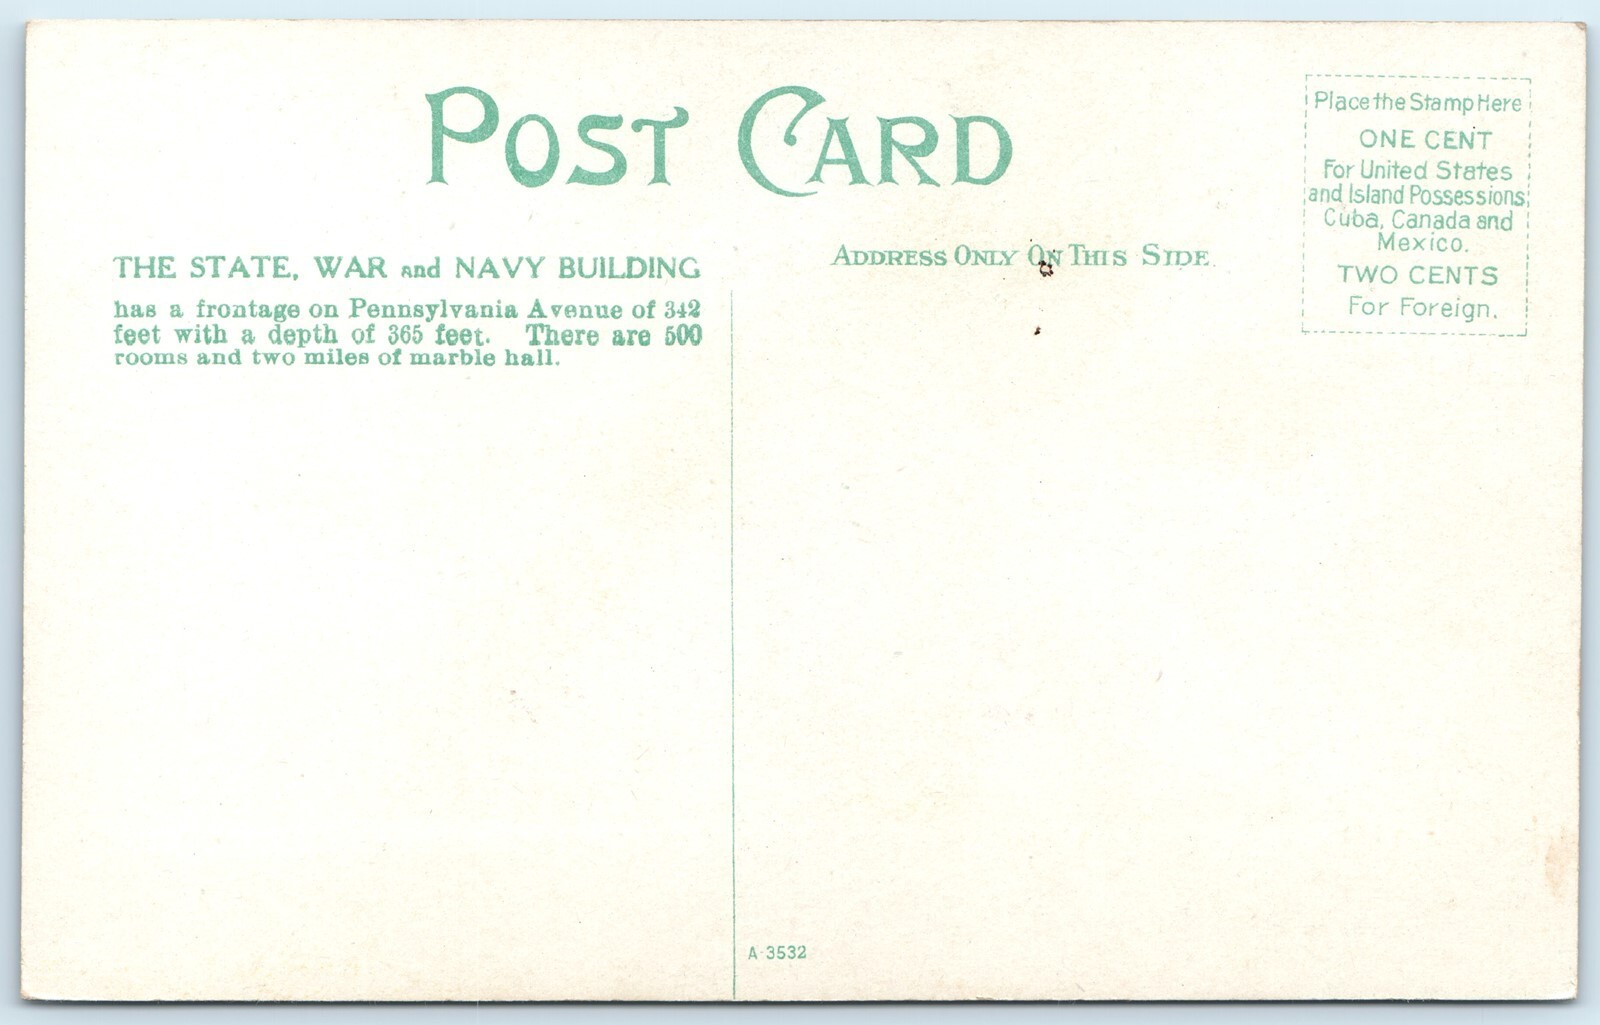 POST CARD
Place the Stamp Here
ONE CENT
For United States
and Island Possessions,
Cuba, Canada and
Mexico.
TWO CENTS
For Foreign.
THE STATE, WAR and NAVY BUILDING
has a frontage on Pennsylvania Avenue of 342
feet with a depth of 365 feet. There are 500
rooms and two miles of marble hall.
ADDRESS ONLY ON THIS SIDE.
A-3532